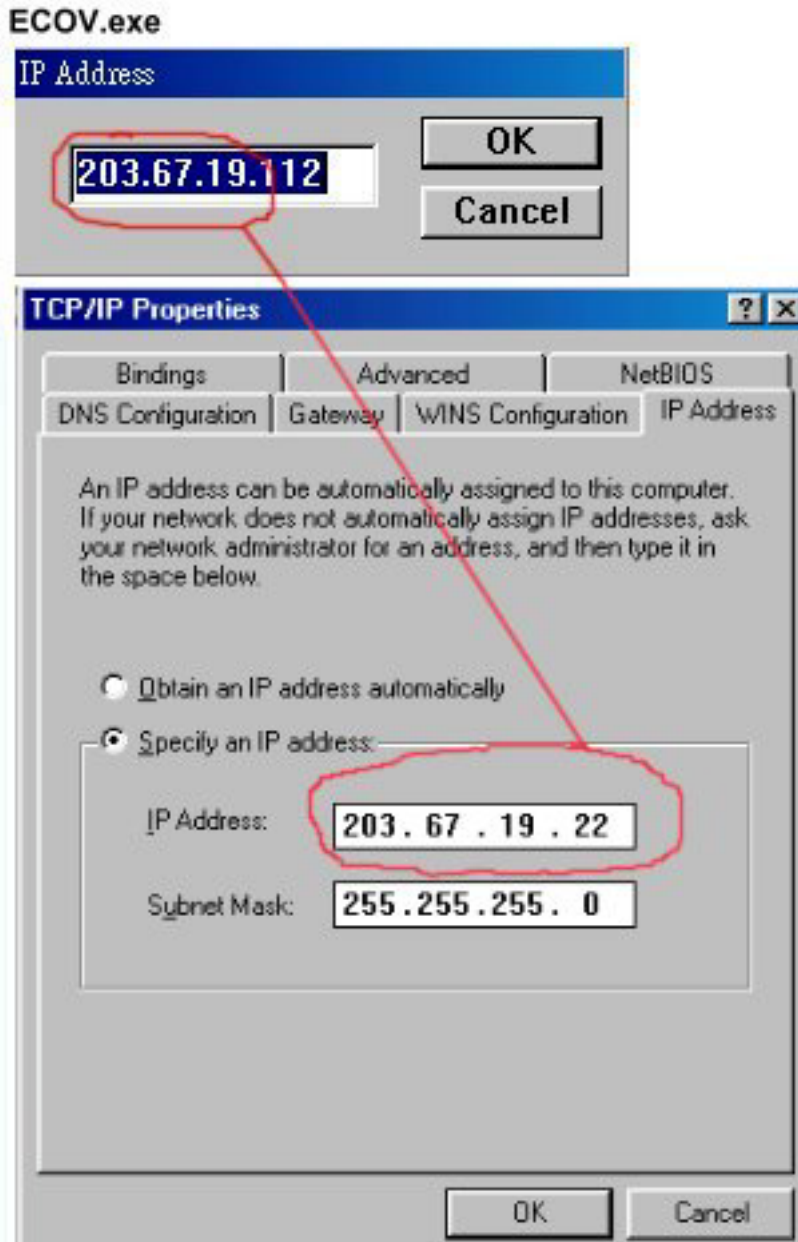 ECOV.exe
IP Address
203.67.19.112
OK
Cancel
TCP/IP Properties
Bindings Advanced NetBIOS
DNS Configuration Gateway WINS Configuration IP Address
An IP address can be automatically assigned to this computer.
If your network does not automatically assign IP addresses, ask
your network administrator for an address, and then type it in
the space below.
Obtain an IP address automatically
Specify an IP address:
IP Address: 203 . 67 . 19 . 22
Subnet Mask: 255 . 255 . 255 . 0
OK Cancel